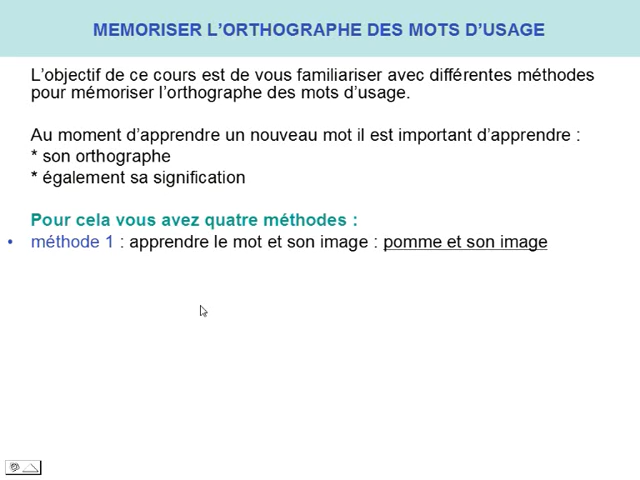 MEMORISER L’ORTHOGRAPHE DES MOTS D’USAGE
L’objectif de ce cours est de vous familiariser avec différentes méthodes
pour mémoriser l’orthographe des mots d’usage.
Au moment d’apprendre un nouveau mot il est important d’apprendre :
* son orthographe
* également sa signification
Pour cela vous avez quatre méthodes :
• méthode 1 : apprendre le mot et son image : pomme et son image